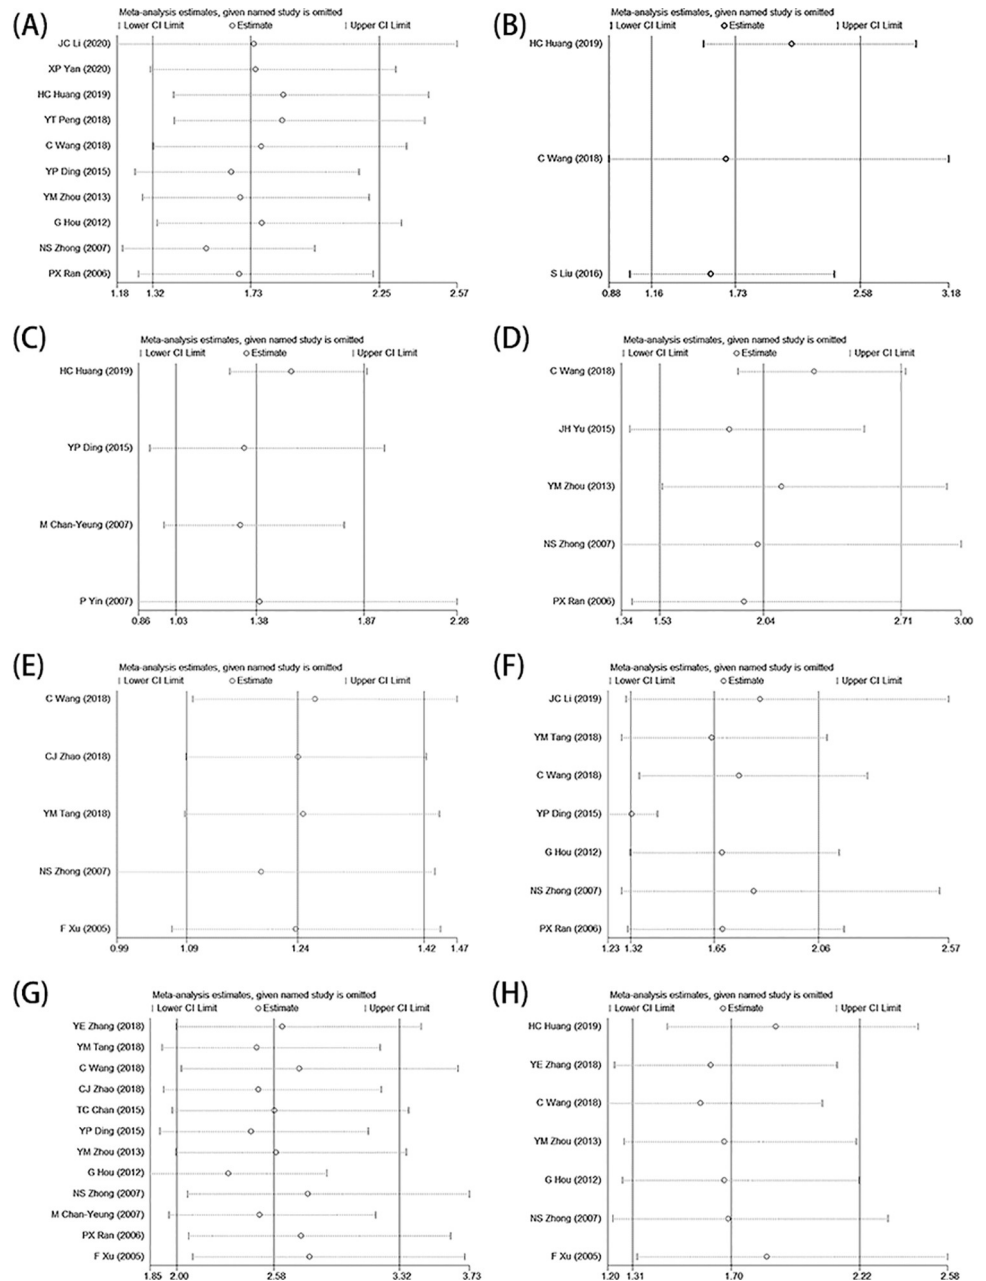 (A)
Meta-analysis estimates, given named study is omitted
| Lower CI Limit ○ Estimate | Upper CI Limit
JC Li (2020)
XP Yan (2020)
HC Huang (2019)
YT Peng (2018)
C Wang (2018)
YP Ding (2015)
YM Zhou (2013)
G Hou (2012)
NS Zhong (2007)
PX Ran (2006)
1.18 1.32 1.73 2.25 2.57
(B)
Meta-analysis estimates, given named study is omitted
| Lower CI Limit ○ Estimate | Upper CI Limit
HC Huang (2019)
C Wang (2018)
S Liu (2016)
0.88 1.16 1.73 2.58 3.18
(C)
Meta-analysis estimates, given named study is omitted
| Lower CI Limit ○ Estimate | Upper CI Limit
HC Huang (2019)
YP Ding (2015)
M Chan-Yeung (2007)
P Yin (2007)
0.86 1.03 1.38 1.87 2.28
(D)
Meta-analysis estimates, given named study is omitted
| Lower CI Limit ○ Estimate | Upper CI Limit
C Wang (2018)
JH Yu (2015)
YM Zhou (2013)
NS Zhong (2007)
PX Ran (2006)
1.34 1.53 2.04 2.71 3.00
(E)
Meta-analysis estimates, given named study is omitted
| Lower CI Limit ○ Estimate | Upper CI Limit
C Wang (2018)
CJ Zhao (2018)
YM Tang (2018)
NS Zhong (2007)
F Xu (2005)
0.99 1.09 1.24 1.42 1.47
(F)
Meta-analysis estimates, given named study is omitted
| Lower CI Limit ○ Estimate | Upper CI Limit
JC Li (2019)
YM Tang (2018)
C Wang (2018)
YP Ding (2015)
G Hou (2012)
NS Zhong (2007)
PX Ran (2006)
1.23 1.32 1.65 2.06 2.57
(G)
Meta-analysis estimates, given named study is omitted
| Lower CI Limit ○ Estimate | Upper CI Limit
YE Zhang (2018)
YM Tang (2018)
C Wang (2018)
CJ Zhao (2018)
TC Chan (2015)
YP Ding (2015)
YM Zhou (2013)
G Hou (2012)
NS Zhong (2007)
M Chan-Yeung (2007)
PX Ran (2006)
F Xu (2005)
1.85 2.00 2.58 3.32 3.73
(H)
Meta-analysis estimates, given named study is omitted
| Lower CI Limit ○ Estimate | Upper CI Limit
HC Huang (2019)
YE Zhang (2018)
C Wang (2018)
YM Zhou (2013)
G Hou (2012)
NS Zhong (2007)
F Xu (2005)
1.20 1.31 1.70 2.22 2.58